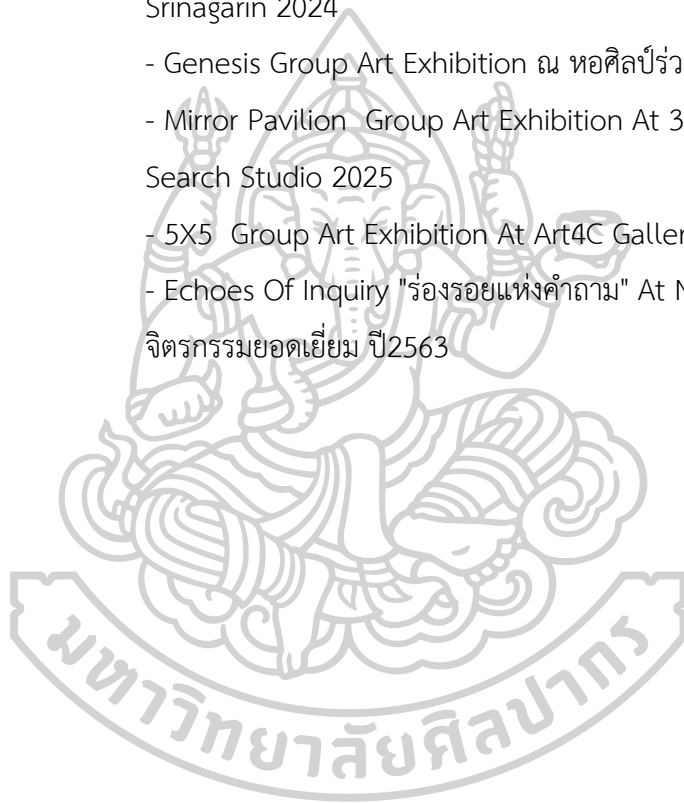 Srinagarin 2024
- Genesis Group Art Exhibition ณ หอศิลป์ร่ว
- Mirror Pavilion Group Art Exhibition At 3
Search Studio 2025
- 5X5 Group Art Exhibition At Art4C Galler
- Echoes Of Inquiry "ร่องรอยแห่งคำถาม" At N
จิตรกรรมยอดเยี่ยม ปี2563
มหาวิทยาลัยศิลปากร